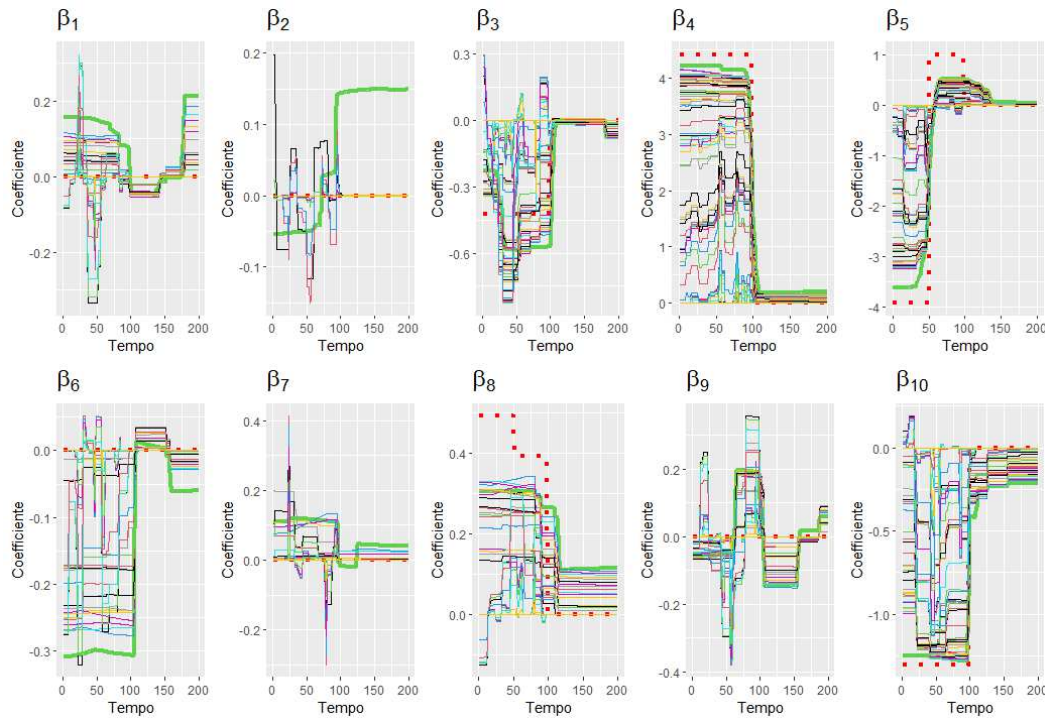 β1 β2 β3 β4 β5
0.2 0.2 0.3 4 1
0.0 0.1 0.0 3 0
-0.2 0.0 -0.3 2 -1
-0.1 -0.6 1 -2
0 -3
-4
Coefficiente Coefficiente Coefficiente Coefficiente Coefficiente
0 50 100 150 200 0 50 100 150 200 0 50 100 150 200 0 50 100 150 200 0 50 100 150 200
Tempo Tempo Tempo Tempo Tempo
β6 β7 β8 β9 β10
0.0 0.4 0.4 0.2 0.0
-0.1 0.2 0.2 0.0 -0.5
-0.2 0.0 0.0 -0.2 -1.0
-0.3 -0.2 -0.4
Coefficiente Coefficiente Coefficiente Coefficiente Coefficiente
0 50 100 150 200 0 50 100 150 200 0 50 100 150 200 0 50 100 150 200 0 50 100 150 200
Tempo Tempo Tempo Tempo Tempo